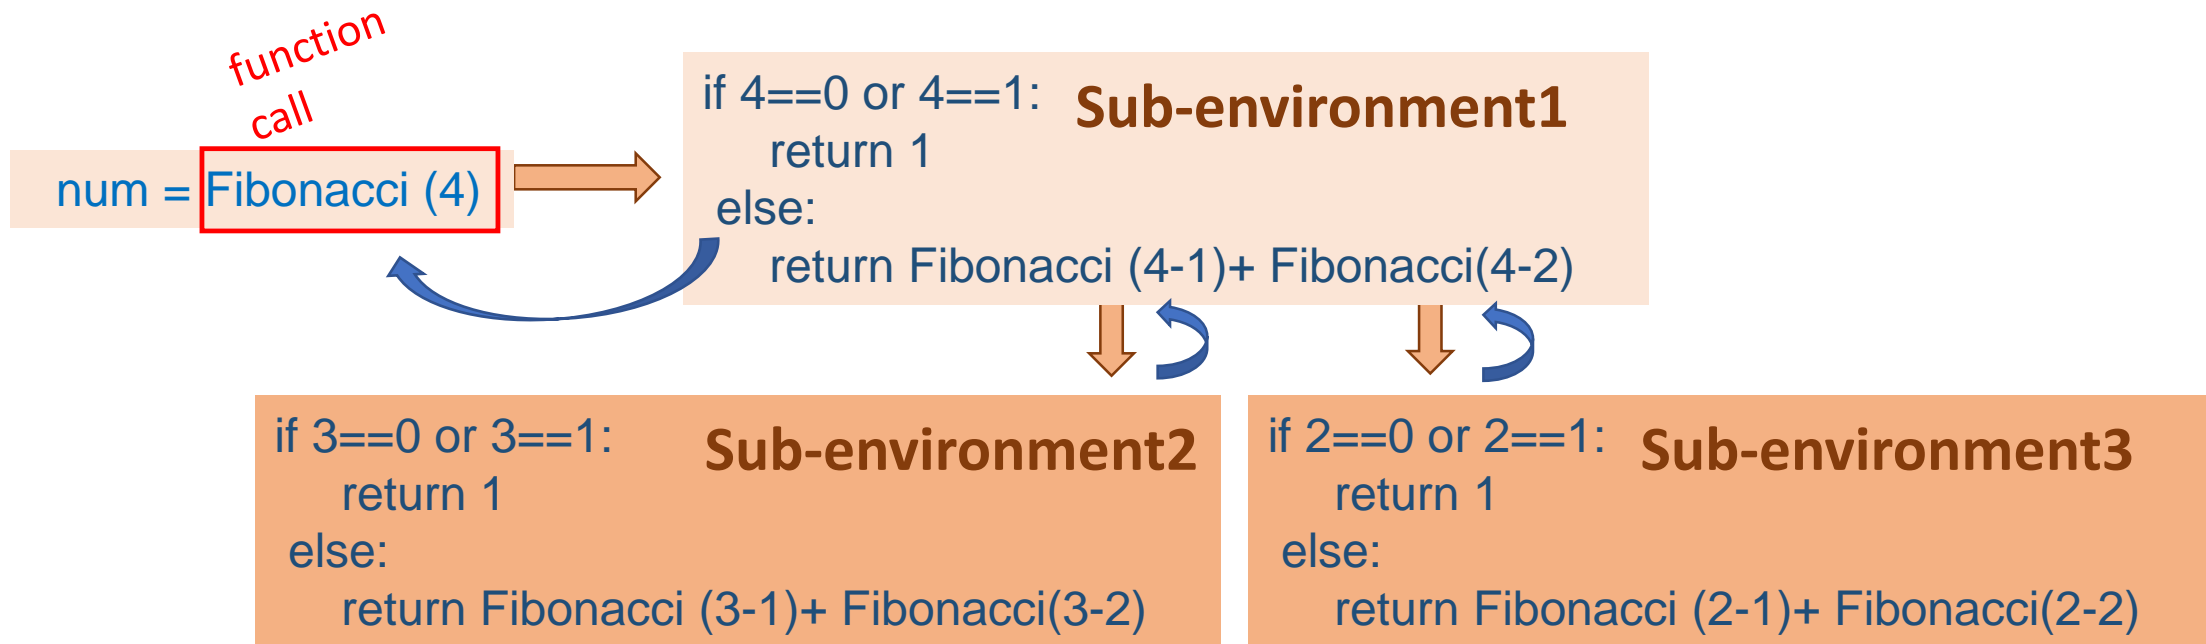 function
call
num = Fibonacci (4)
if 4==0 or 4==1:
Sub-environment1
return 1
else:
return Fibonacci (4-1)+ Fibonacci(4-2)
if 3==0 or 3==1:
Sub-environment2
return 1
else:
return Fibonacci (3-1)+ Fibonacci(3-2)
if 2==0 or 2==1:
Sub-environment3
return 1
else:
return Fibonacci (2-1)+ Fibonacci(2-2)